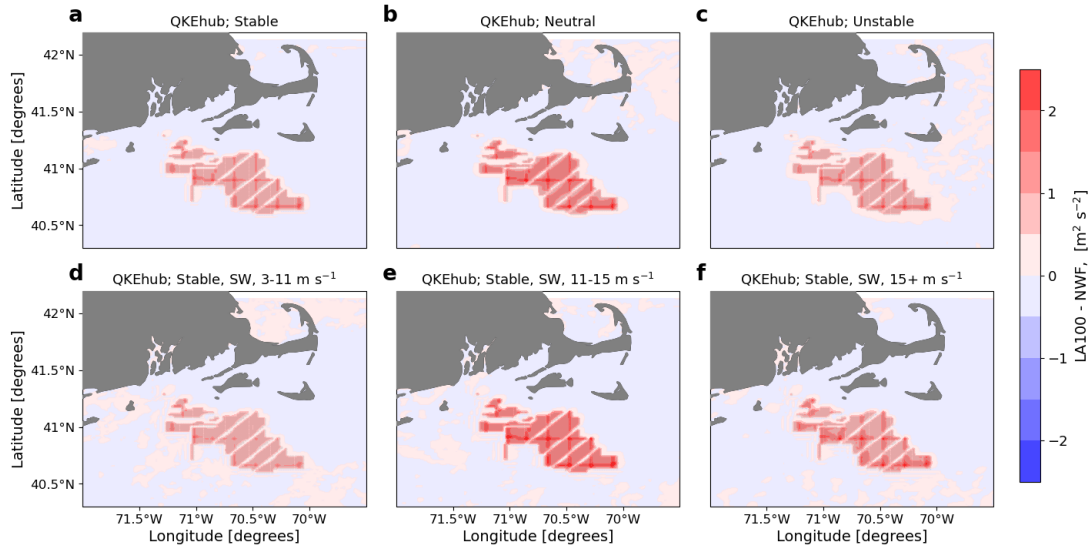 a QKEhub; Stable
b QKEhub; Neutral
c QKEhub; Unstable
42°N
41.5°N
41°N
40.5°N
Latitude [degrees]
d QKEhub; Stable, SW, 3-11 m s⁻¹
e QKEhub; Stable, SW, 11-15 m s⁻¹
f QKEhub; Stable, SW, 15+ m s⁻¹
42°N
41.5°N
41°N
40.5°N
Latitude [degrees]
71.5°W 71°W 70.5°W 70°W
Longitude [degrees]
71.5°W 71°W 70.5°W 70°W
Longitude [degrees]
71.5°W 71°W 70.5°W 70°W
Longitude [degrees]
2
1
0
−1
−2
LA100 - NWF, [m² s⁻²]